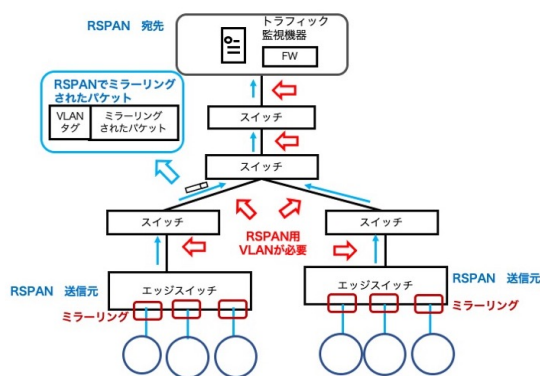 RSPAN 宛先
トラフィック
監視機器
FW
RSPANでミラーリング
されたパケット
VLAN
タグ
ミラーリング
されたパケット
スイッチ
スイッチ
スイッチ
スイッチ
RSPAN用
VLANが必要
RSPAN 送信元
エッジスイッチ
エッジスイッチ
RSPAN 送信元
ミラーリング
ミラーリング